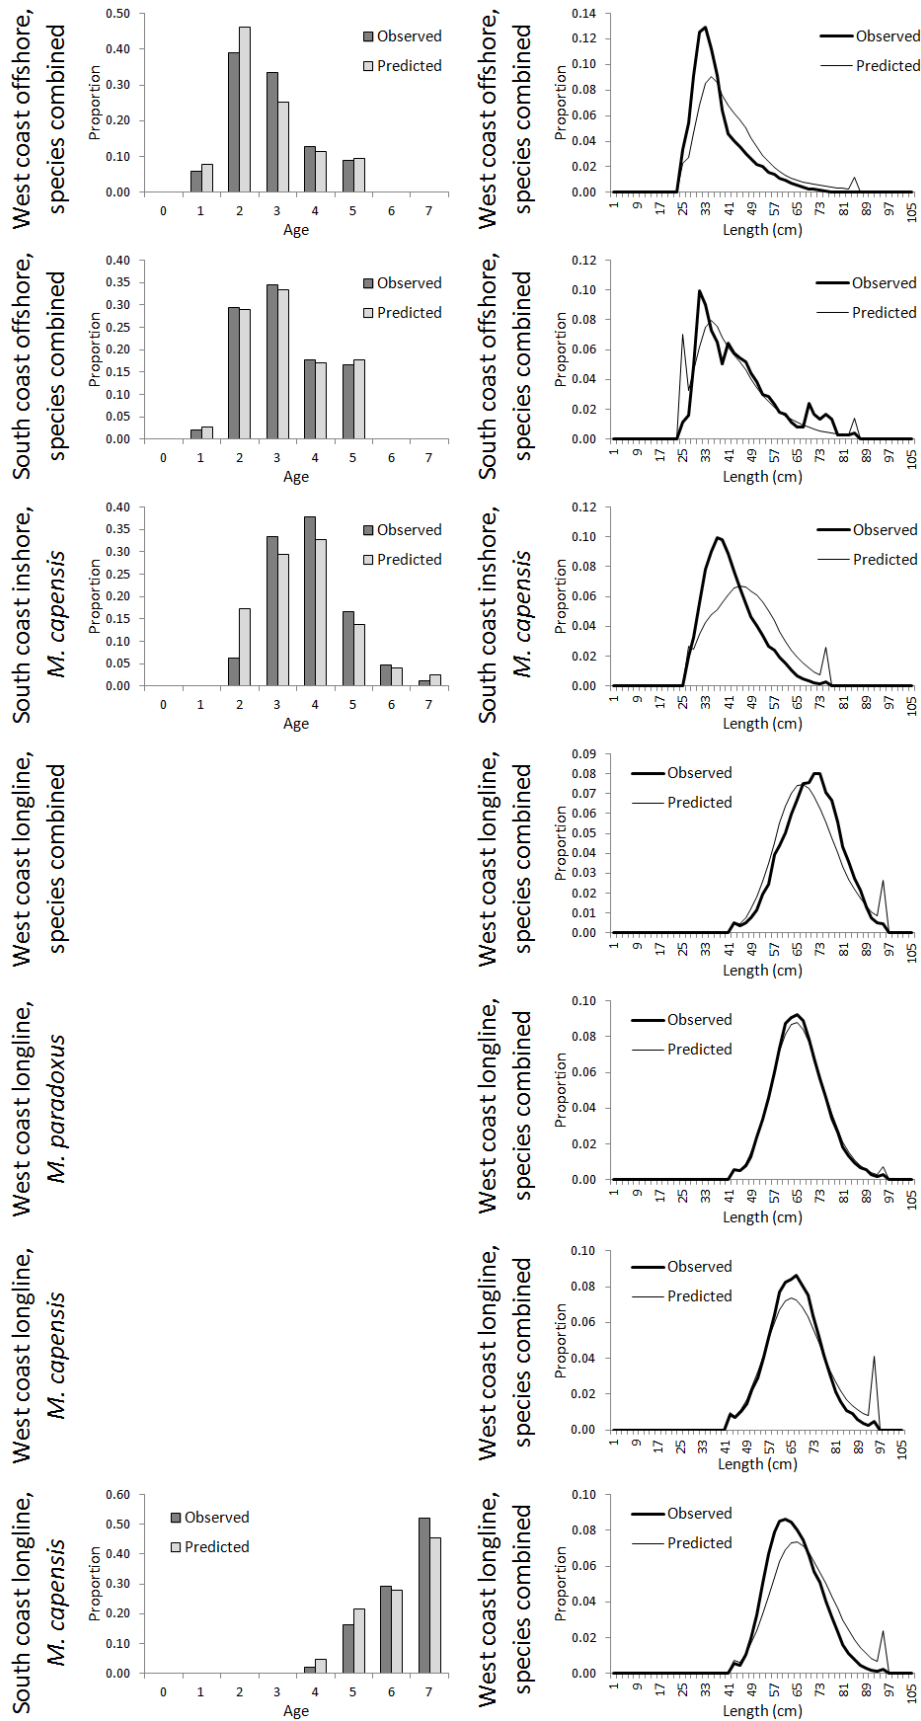 West coast offshore,
species combined
Proportion
0.50
0.40
0.30
0.20
0.10
0.00
Observed
Predicted
0 1 2 3 4 5 6 7
Age
West coast offshore,
species combined
Proportion
0.14
0.12
0.10
0.08
0.06
0.04
0.02
0.00
Observed
Predicted
1 9 17 25 33 41 49 57 65 73 81 89 97 105
Length (cm)
South coast offshore,
species combined
Proportion
0.40
0.35
0.30
0.25
0.20
0.15
0.10
0.05
0.00
Observed
Predicted
0 1 2 3 4 5 6 7
Age
South coast offshore,
species combined
Proportion
0.12
0.10
0.08
0.06
0.04
0.02
0.00
Observed
Predicted
1 9 17 25 33 41 49 57 65 73 81 89 97 105
Length (cm)
South coast inshore,
M. capensis
Proportion
0.40
0.35
0.30
0.25
0.20
0.15
0.10
0.05
0.00
Observed
Predicted
0 1 2 3 4 5 6 7
Age
South coast inshore,
M. capensis
Proportion
0.12
0.10
0.08
0.06
0.04
0.02
0.00
Observed
Predicted
1 9 17 25 33 41 49 57 65 73 81 89 97 105
Length (cm)
West coast longline,
species combined
West coast longline,
species combined
Proportion
0.09
0.08
0.07
0.06
0.05
0.04
0.03
0.02
0.01
0.00
Observed
Predicted
1 9 17 25 33 41 49 57 65 73 81 89 97 105
Length (cm)
West coast longline,
M. paradoxus
West coast longline,
species combined
Proportion
0.10
0.08
0.06
0.04
0.02
0.00
Observed
Predicted
1 9 17 25 33 41 49 57 65 73 81 89 97 105
Length (cm)
West coast longline,
M. capensis
West coast longline,
species combined
Proportion
0.10
0.08
0.06
0.04
0.02
0.00
Observed
Predicted
1 9 17 25 33 41 49 57 65 73 81 89 97 105
Length (cm)
South coast longline,
M. capensis
Proportion
0.60
0.50
0.40
0.30
0.20
0.10
0.00
Observed
Predicted
0 1 2 3 4 5 6 7
Age
West coast longline,
species combined
Proportion
0.10
0.08
0.06
0.04
0.02
0.00
Observed
Predicted
1 9 17 25 33 41 49 57 65 73 81 89 97 105
Length (cm)